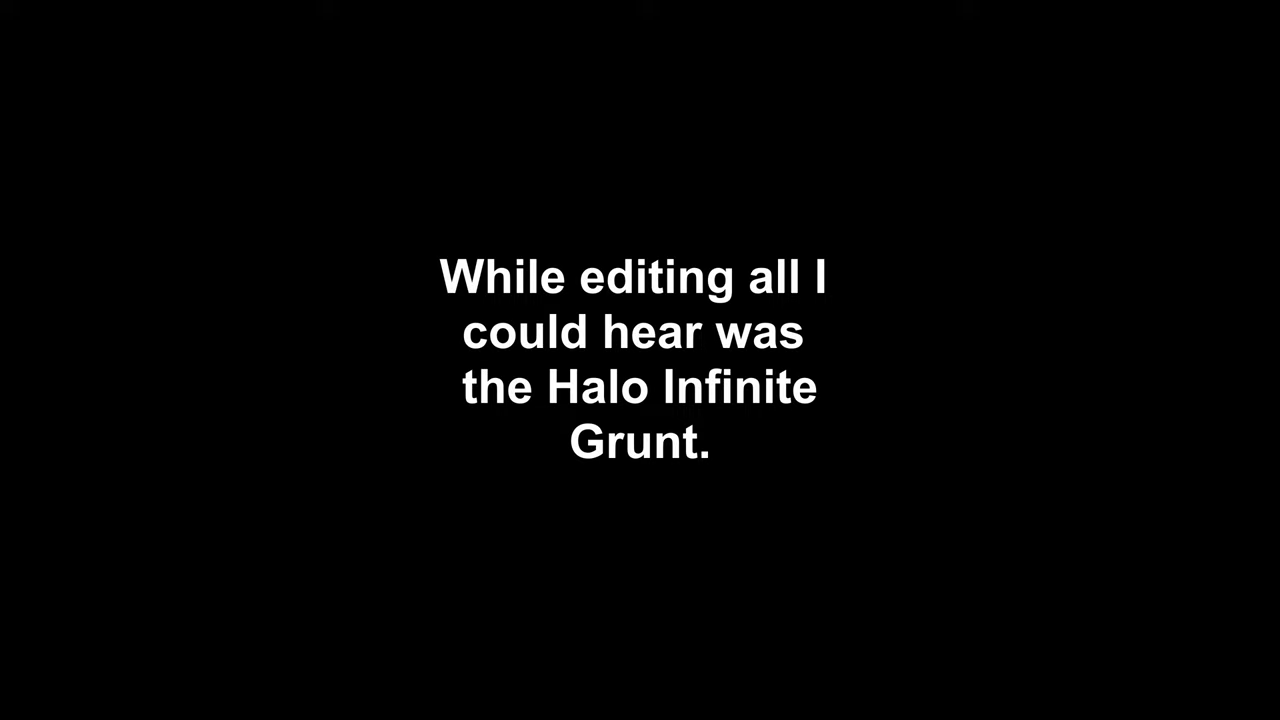 While editing all I
could hear was
the Halo Infinite
Grunt.